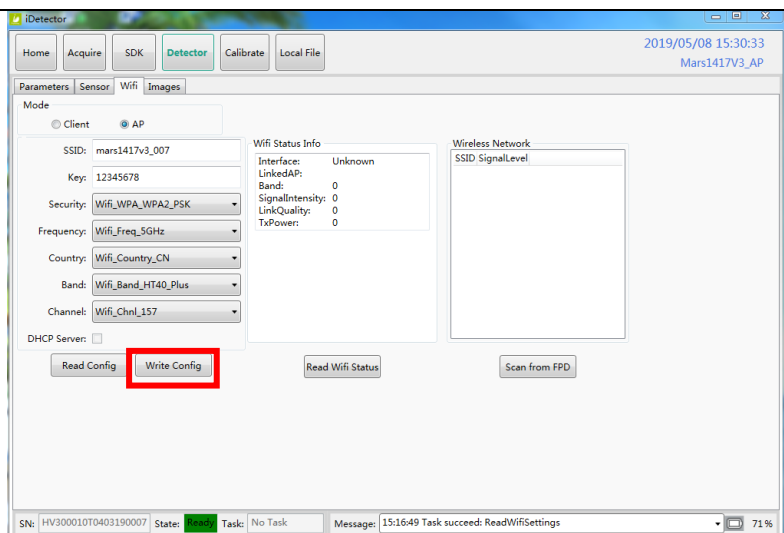 iDetector
Home Acquire SDK Detector Calibrate Local File
2019/05/08 15:30:33
Mars1417V3_AP
Parameters Sensor Wifi Images
Mode
Client AP
SSID: mars1417v3_007
Key: 12345678
Security: Wifi_WPA_WPA2_PSK
Frequency: Wifi_Freq_5GHz
Country: Wifi_Country_CN
Band: Wifi_Band_HT40_Plus
Channel: Wifi_Chnl_157
DHCP Server:
Read Config Write Config
Wifi Status Info
Interface: Unknown
LinkedAP:
Band: 0
SignalIntensity: 0
LinkQuality: 0
TxPower: 0
Read Wifi Status
Wireless Network
SSID SignalLevel
Scan from FPD
SN: HV300010T0403190007 State: Ready Task: No Task Message: 15:16:49 Task succeed: ReadWifiSettings 71%